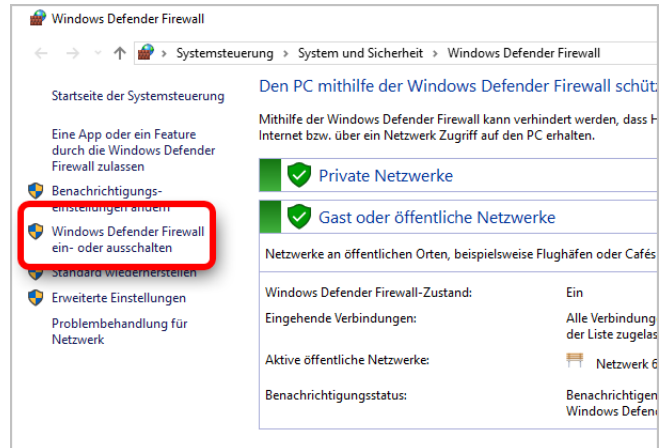 Windows Defender Firewall
Systemsteuerung › System und Sicherheit › Windows Defender Firewall
Startseite der Systemsteuerung
Eine App oder ein Feature
durch die Windows Defender
Firewall zulassen
Benachrichtigungs-
einstellungen ändern
Windows Defender Firewall
ein- oder ausschalten
Standard wiederherstellen
Erweiterte Einstellungen
Problembehandlung für
Netzwerk
Den PC mithilfe der Windows Defender Firewall
Mithilfe der Windows Defender Firewall kann verhindert werden, dass
Internet bzw. über ein Netzwerk Zugriff auf den PC erhalten.
Private Netzwerke
Gast oder öffentliche Netzwerke
Netzwerke an öffentlichen Orten, beispielsweise Flughäfen oder Cafés
Windows Defender Firewall-Zustand: Ein
Eingehende Verbindungen: Alle
der Liste
Aktive öffentliche Netzwerke: Netzwerk 6
Benachrichtigungsstatus: Benachrichtigen
Windows